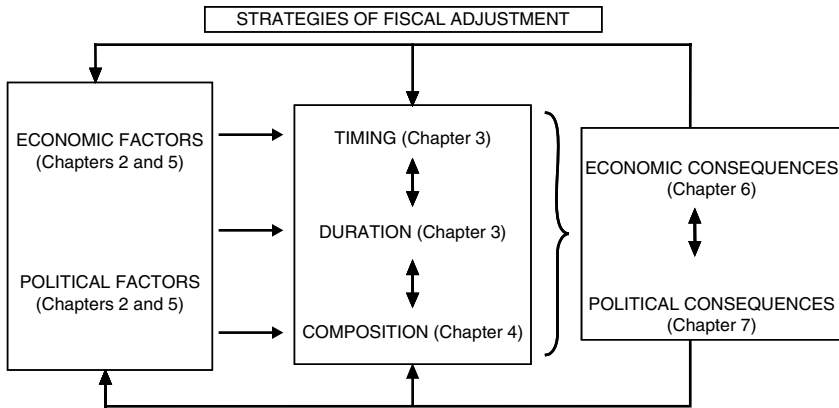 STRATEGIES OF FISCAL ADJUSTMENT
ECONOMIC FACTORS
(Chapters 2 and 5)
POLITICAL FACTORS
(Chapters 2 and 5)
TIMING (Chapter 3)
DURATION (Chapter 3)
COMPOSITION (Chapter 4)
ECONOMIC CONSEQUENCES
(Chapter 6)
POLITICAL CONSEQUENCES
(Chapter 7)